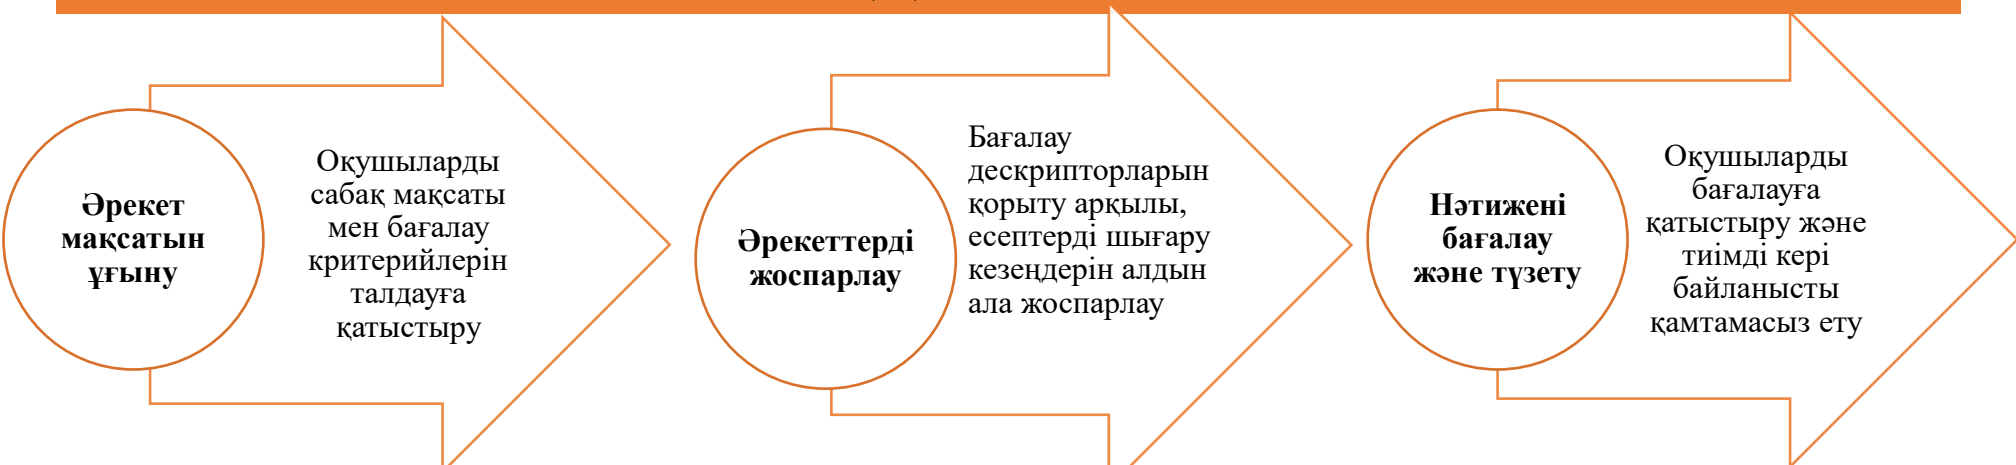 Әрекет
мақсатын
ұғыну
Оқушыларды
сабақ мақсаты
мен бағалау
критерийлерін
талдауға
қатыстыру
Әрекеттерді
жоспарлау
Бағалау
дескрипторларын
қорыту арқылы,
есептерді шығару
кезеңдерін алдын
ала жоспарлау
Нәтижені
бағалау
және түзету
Оқушыларды
бағалауға
қатыстыру және
тиімді кері
байланысты
қамтамасыз ету